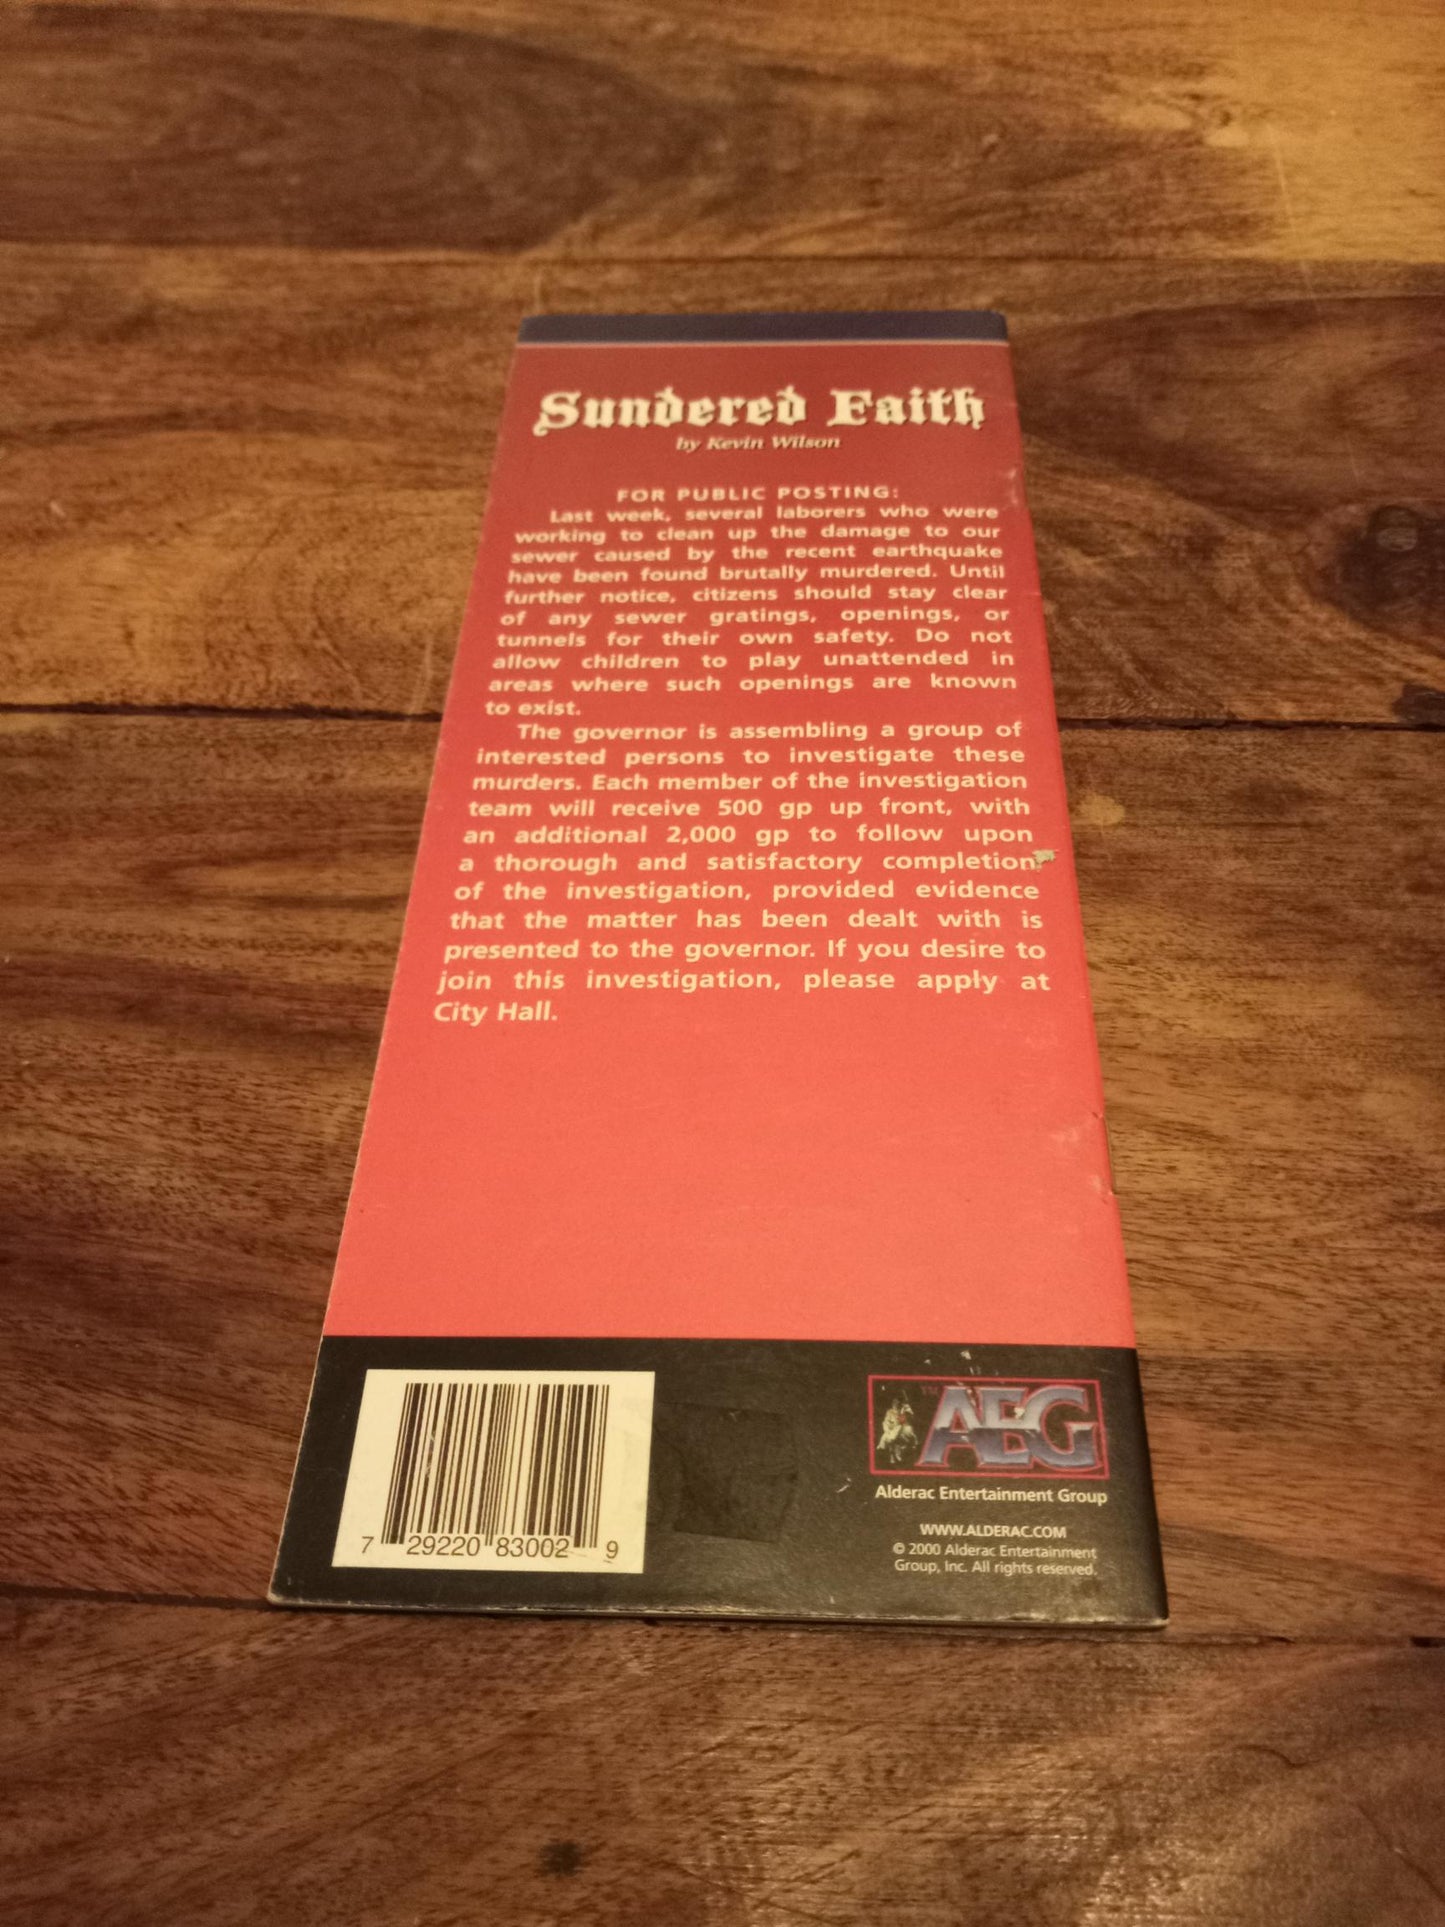 Sundered Faith
by Kevin Wilson
FOR PUBLIC POSTING:
Last week, several laborers who were
working to clean up the damage to our
sewer caused by the recent earthquake
have been found brutally murdered. Until
further notice, citizens should stay clear
of any sewer gratings, openings, or
tunnels for their own safety. Do not
allow children to play unattended in
areas where such openings are known
to exist.
The governor is assembling a group of
interested persons to investigate these
murders. Each member of the investigation
team will receive 500 gp up front, with
an additional 2,000 gp to follow upon
a thorough and satisfactory completion
of the investigation, provided evidence
that the matter has been dealt with is
presented to the governor. If you desire to
join this investigation, please apply at
City Hall.
7 29220 83002 9
TM AEG
Alderac Entertainment Group
WWW.ALDERAC.COM
© 2000 Alderac Entertainment
Group, Inc. All rights reserved.